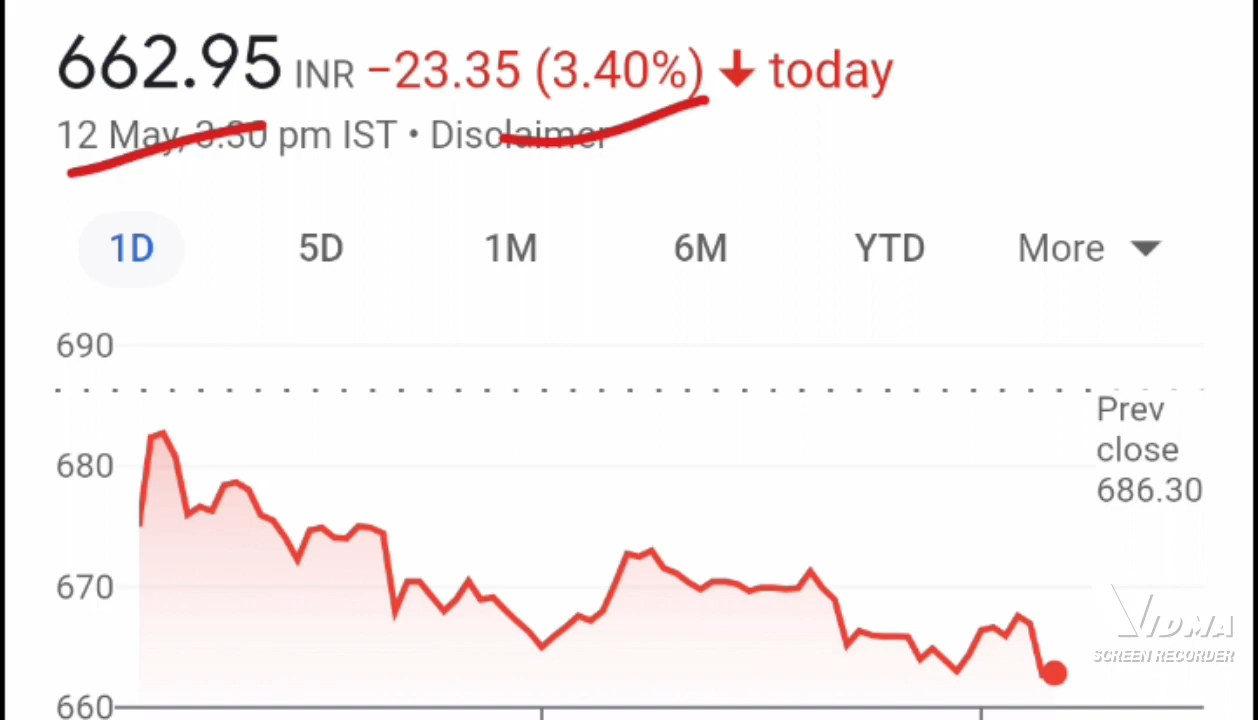 662.95 INR −23.35 (3.40%) ↓ today
12 May, 3:30 pm IST • Disclaimer
1D 5D 1M 6M YTD More
690
Prev
close
686.30
680
670
660
VIDMA
SCREEN RECORDER